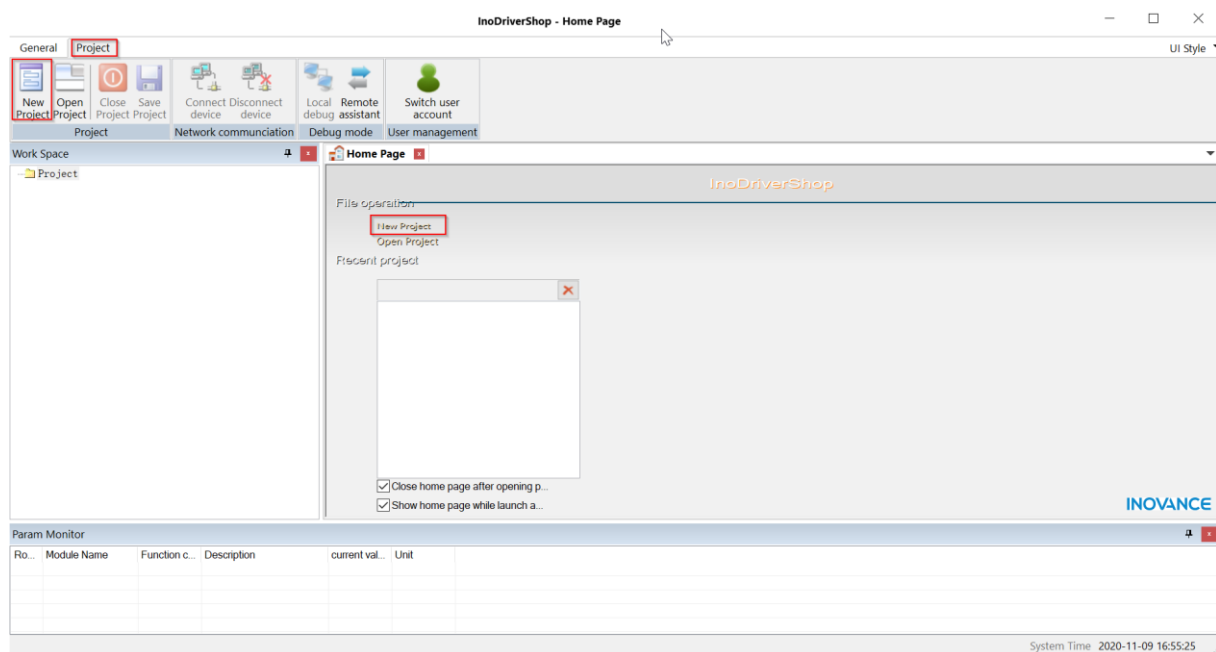 InoDriverShop - Home Page
General Project UI Style
New Project Open Project Close Project Save Project Connect device Disconnect device Local debug Remote assistant Switch user account
Project Network communciation Debug mode User management
Work Space
Home Page
Project
InoDriverShop
File operation
New Project
Open Project
Recent project
Close home page after opening p...
Show home page while launch a...
INOVANCE
Param Monitor
Ro... Module Name Function c... Description current val... Unit
System Time 2020-11-09 16:55:25